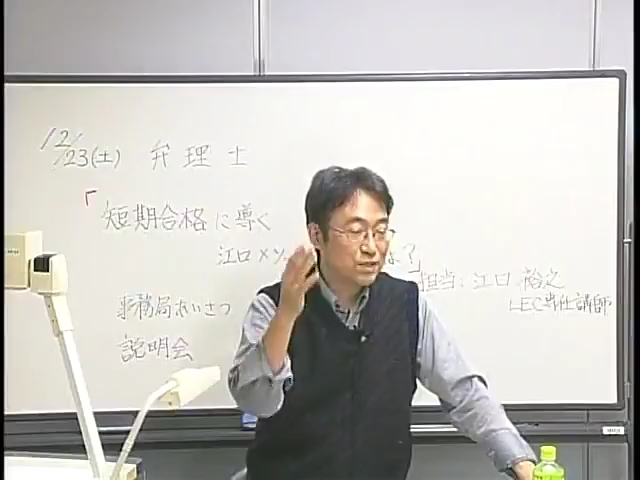 12/23(土) 弁理士
「短期合格に導く
江口×ソ は?」
担当:江口 裕之
LEC専任講師
事務局あいさつ
説明会